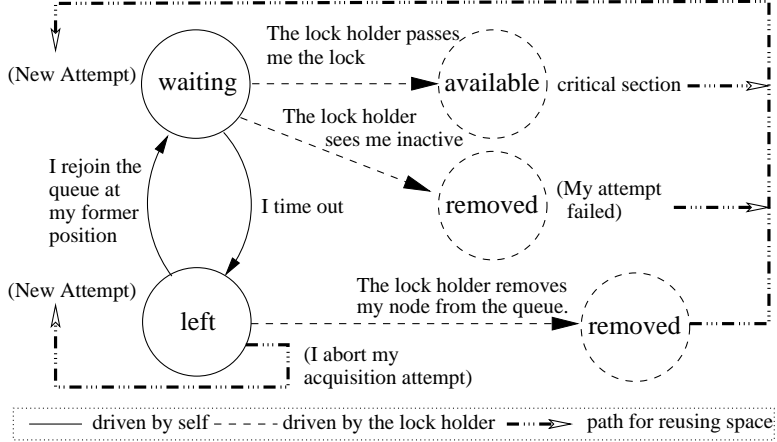 The lock holder passes
me the lock
(New Attempt)
waiting
available
critical section
The lock holder
sees me inactive
I rejoin the
queue at
my former
position
I time out
removed
(My attempt
failed)
(New Attempt)
The lock holder removes
my node from the queue.
left
removed
(I abort my
acquisition attempt)
driven by self
driven by the lock holder
path for reusing space